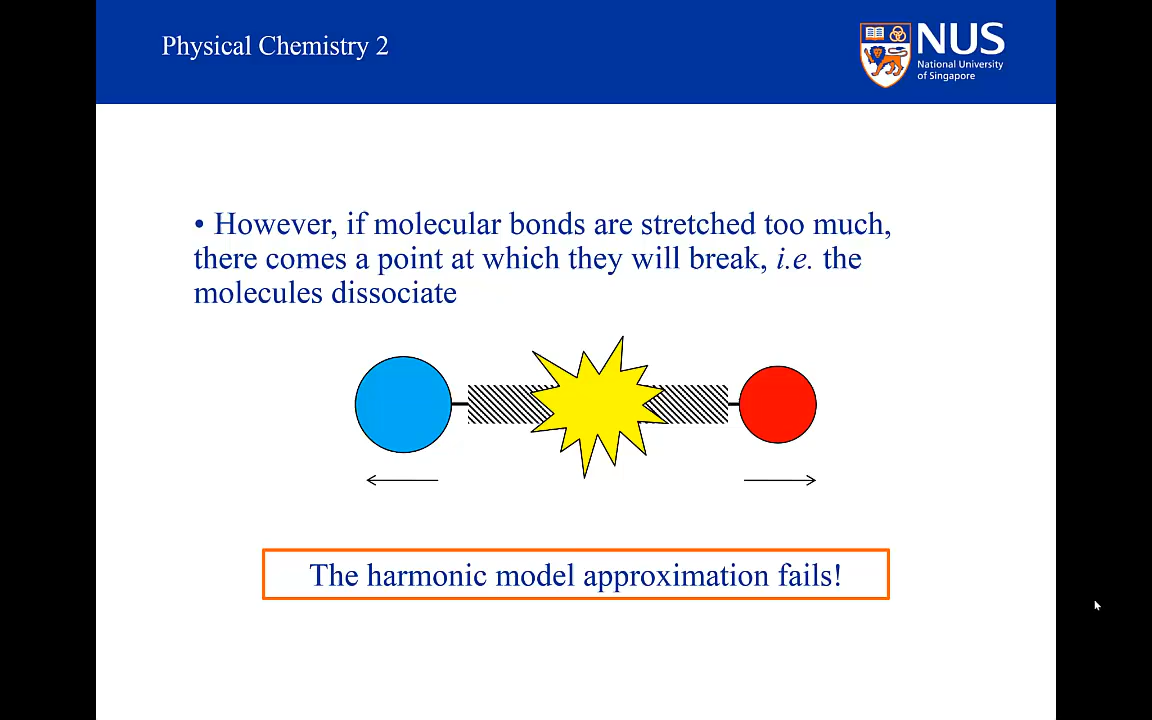 Physical Chemistry 2
NUS
National University
of Singapore
• However, if molecular bonds are stretched too much,
there comes a point at which they will break, i.e. the
molecules dissociate
The harmonic model approximation fails!